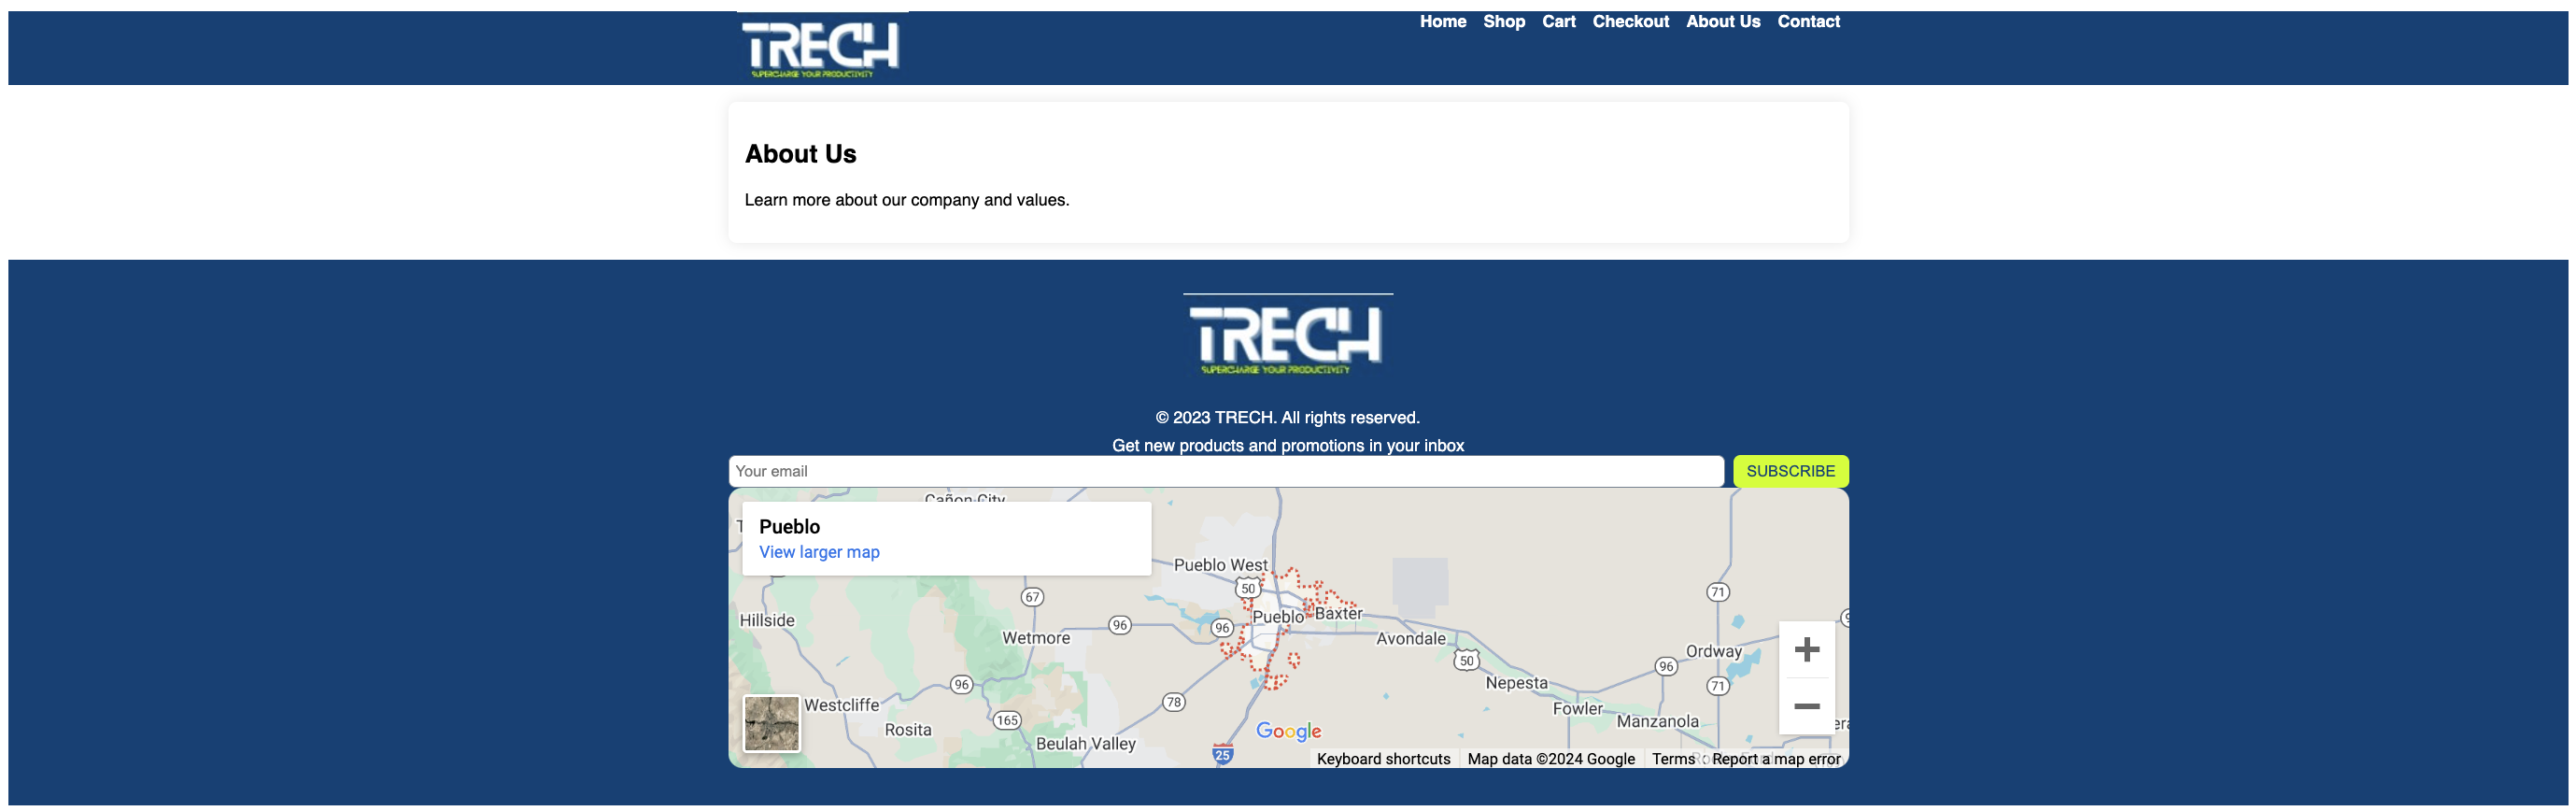 TRECH
SUPERCHARGE YOUR PRODUCTIVITY
Home Shop Cart Checkout About Us Contact
About Us
Learn more about our company and values.
TRECH
SUPERCHARGE YOUR PRODUCTIVITY
© 2023 TRECH. All rights reserved.
Get new products and promotions in your inbox
Your email SUBSCRIBE
Cañon City
Pueblo
View larger map
Pueblo West
50
71
67
Hillside
96
96
Pueblo
Baxter
Wetmore
Avondale
50
96
Ordway
96
71
Nepesta
Westcliffe
78
Fowler
165
Manzanola
Rosita
Google
Beulah Valley
25
Keyboard shortcuts Map data ©2024 Google Terms Report a map error